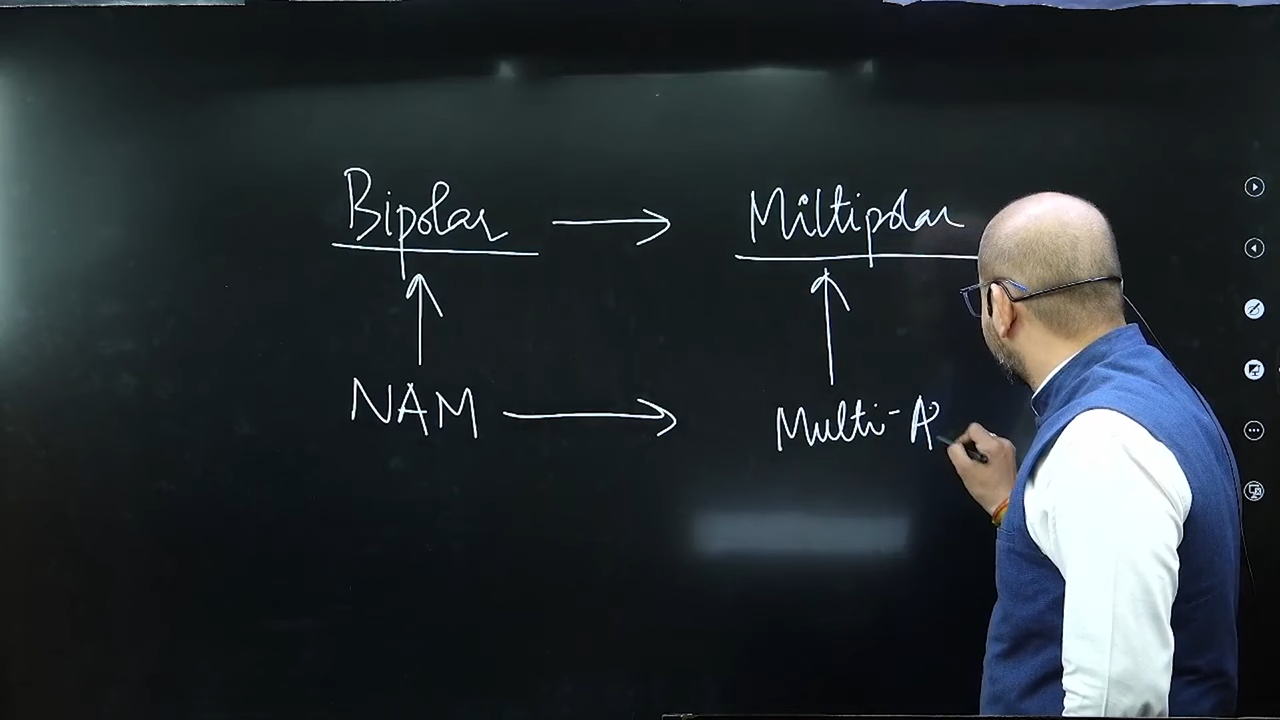 Bipolar → Miltipolar
↑ ↑
NAM → Multi-A